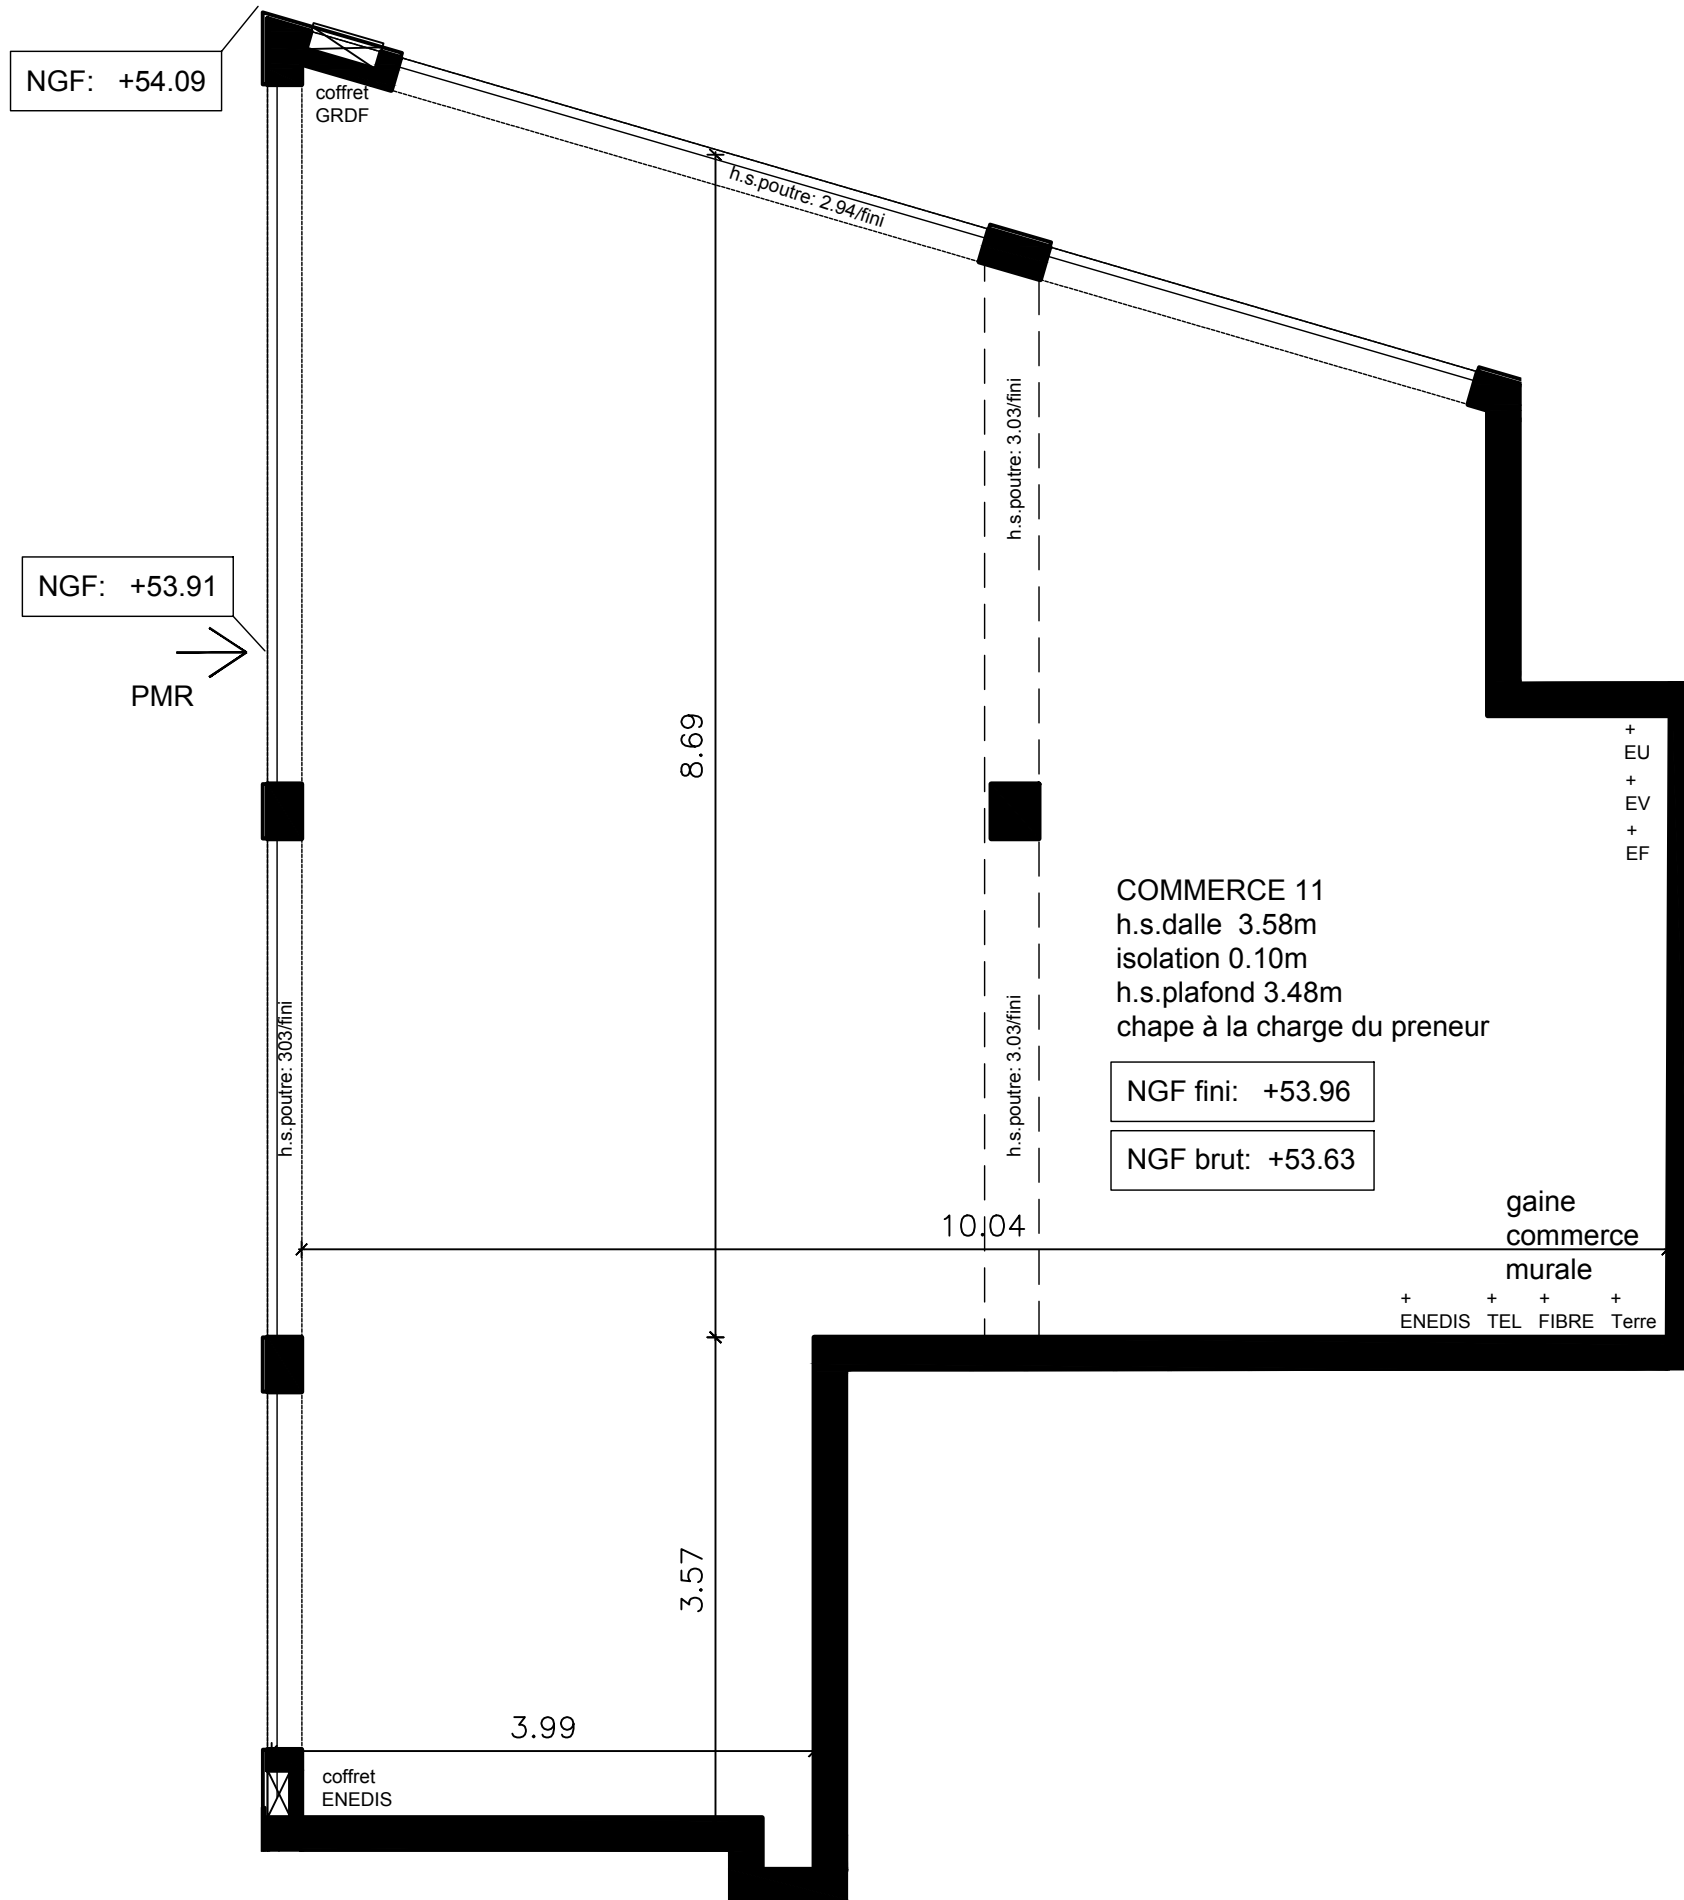 NGF: +54.09
coffret
GRDF
h.s.poutre: 2.94/fini
h.s.poutre: 3.03/fini
NGF: +53.91
PMR
8.69
+
EU
+
EV
+
EF
COMMERCE 11
h.s.dalle 3.58m
isolation 0.10m
h.s.plafond 3.48m
chape à la charge du preneur
h.s.poutre: 303/fini
h.s.poutre: 3.03/fini
NGF fini: +53.96
NGF brut: +53.63
10.04
gaine
commerce
murale
+ + + +
ENEDIS TEL FIBRE Terre
3.57
3.99
coffret
ENEDIS